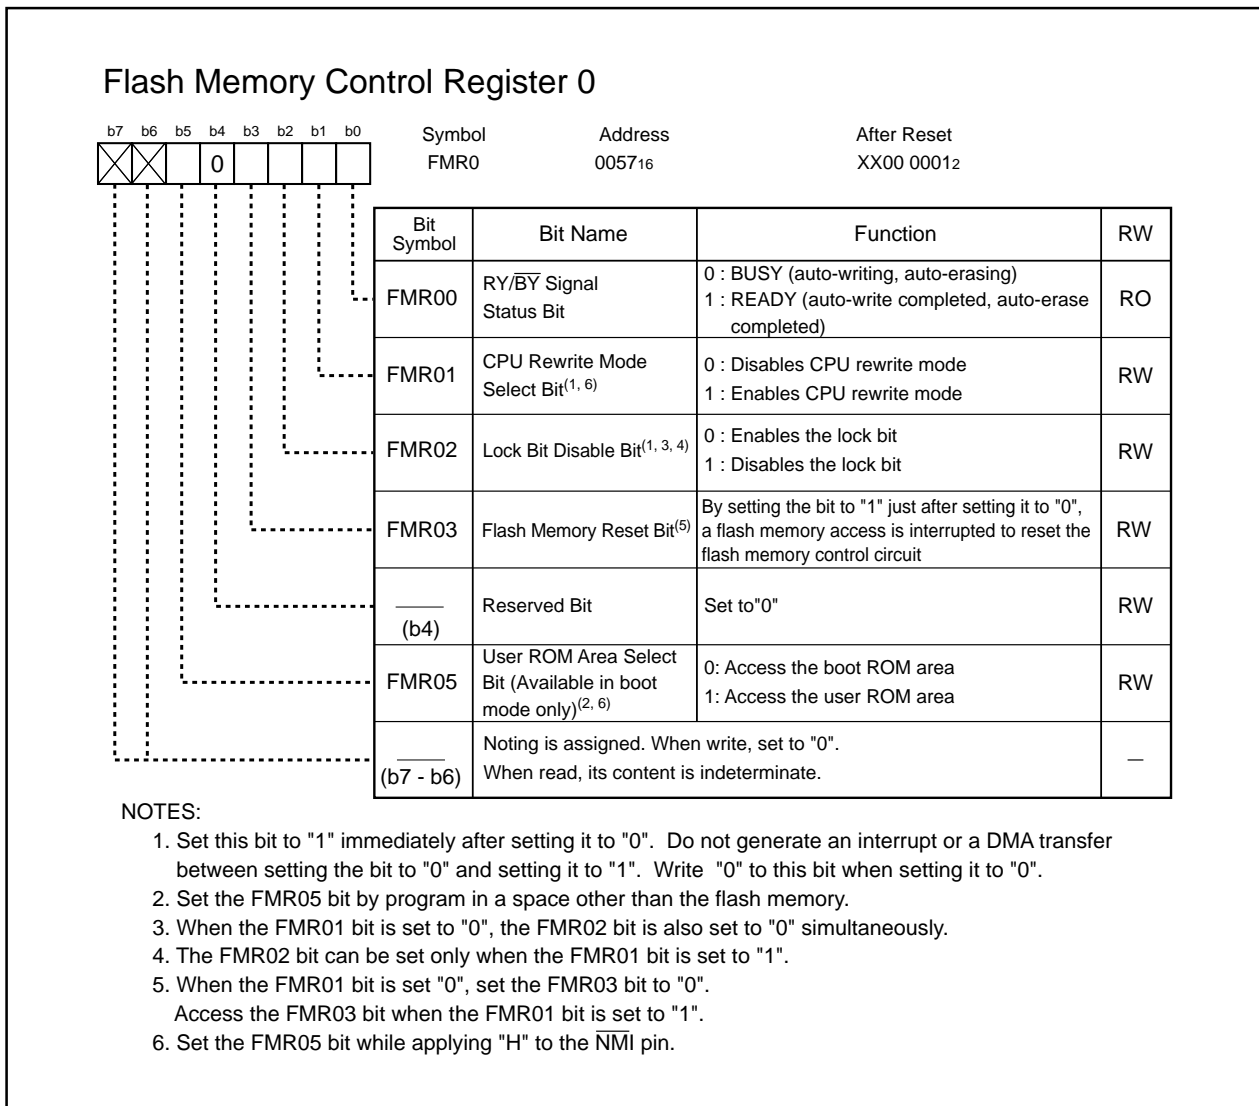 Flash Memory Control Register 0
b7 b6 b5 b4 b3 b2 b1 b0
Symbol Address After Reset
0
FMR0 005716 XX00 00012
Bit Symbol Bit Name Function RW
FMR00
RY/BY Signal
Status Bit
0 : BUSY (auto-writing, auto-erasing)
1 : READY (auto-write completed, auto-erase
completed)
RO
FMR01
CPU Rewrite Mode
Select Bit(1, 6)
0 : Disables CPU rewrite mode
1 : Enables CPU rewrite mode
RW
FMR02
Lock Bit Disable Bit(1, 3, 4)
0 : Enables the lock bit
1 : Disables the lock bit
RW
FMR03
Flash Memory Reset Bit(5)
By setting the bit to "1" just after setting it to "0",
a flash memory access is interrupted to reset the
flash memory control circuit
RW
(b4)
Reserved Bit
Set to"0"
RW
FMR05
User ROM Area Select
Bit (Available in boot
mode only)(2, 6)
0: Access the boot ROM area
1: Access the user ROM area
RW
(b7 - b6)
Noting is assigned. When write, set to "0".
When read, its content is indeterminate.
—
NOTES:
1. Set this bit to "1" immediately after setting it to "0". Do not generate an interrupt or a DMA transfer
between setting the bit to "0" and setting it to "1". Write "0" to this bit when setting it to "0".
2. Set the FMR05 bit by program in a space other than the flash memory.
3. When the FMR01 bit is set to "0", the FMR02 bit is also set to "0" simultaneously.
4. The FMR02 bit can be set only when the FMR01 bit is set to "1".
5. When the FMR01 bit is set "0", set the FMR03 bit to "0".
Access the FMR03 bit when the FMR01 bit is set to "1".
6. Set the FMR05 bit while applying "H" to the NMI pin.